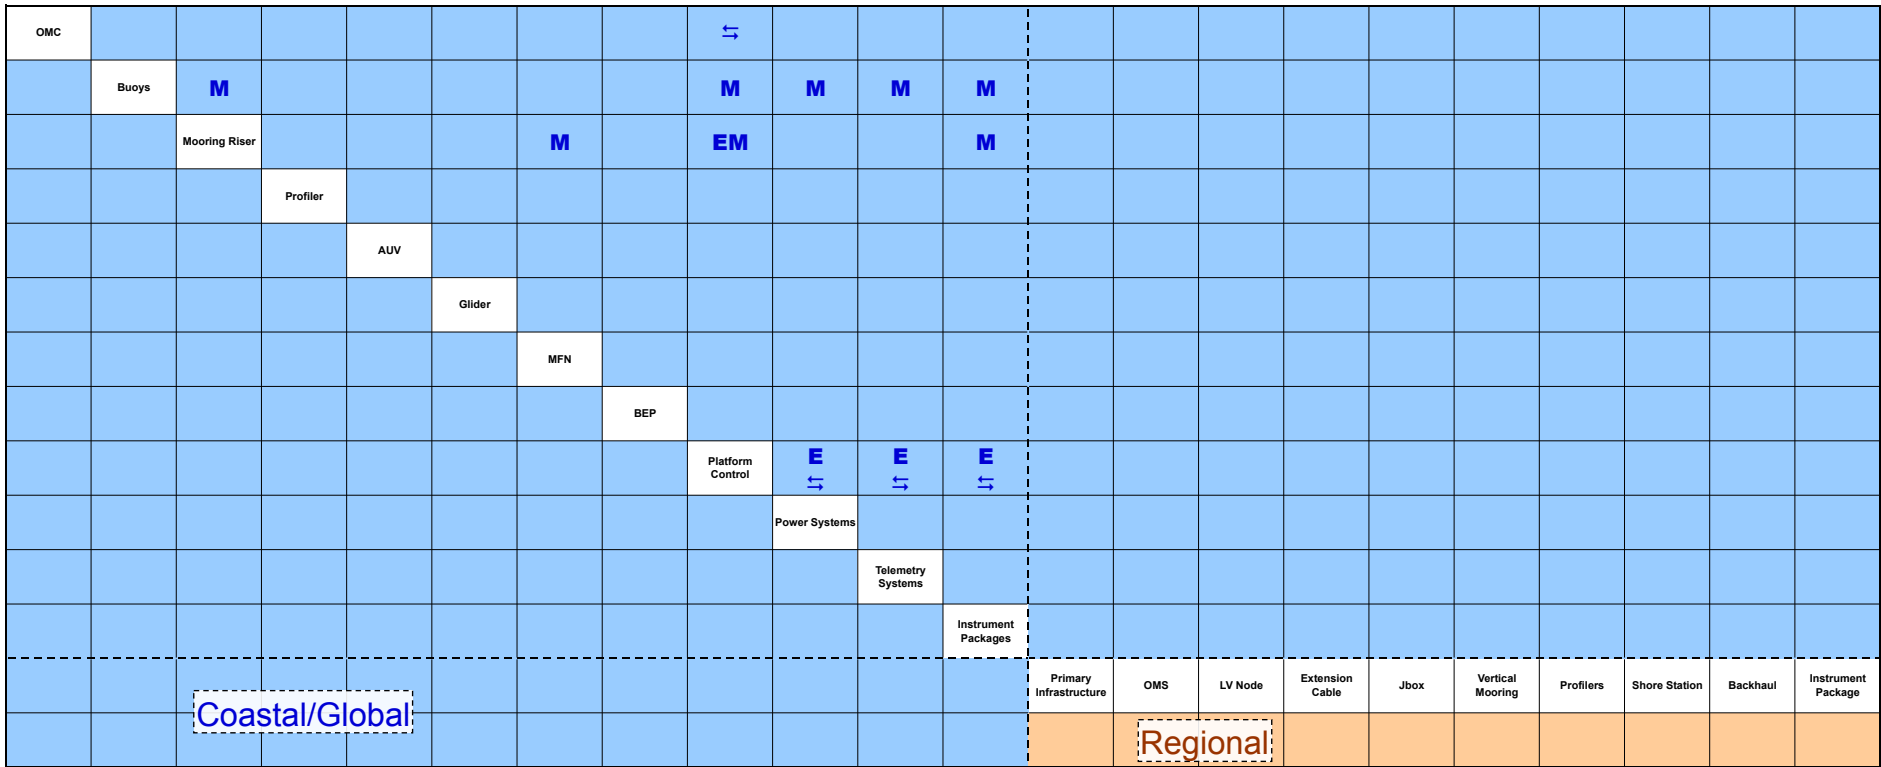 OMC ⇆
Buoys M M M M M
Mooring Riser M EM M
Profiler
AUV
Glider
MFN
BEP
Platform
Control
E E E
⇆ ⇆ ⇆
Power Systems
Telemetry
Systems
Instrument
Packages
Primary
Infrastructure
OMS
LV Node
Extension
Cable
Jbox
Vertical
Mooring
Profilers
Shore Station
Backhaul
Instrument
Package
Coastal/Global
Regional